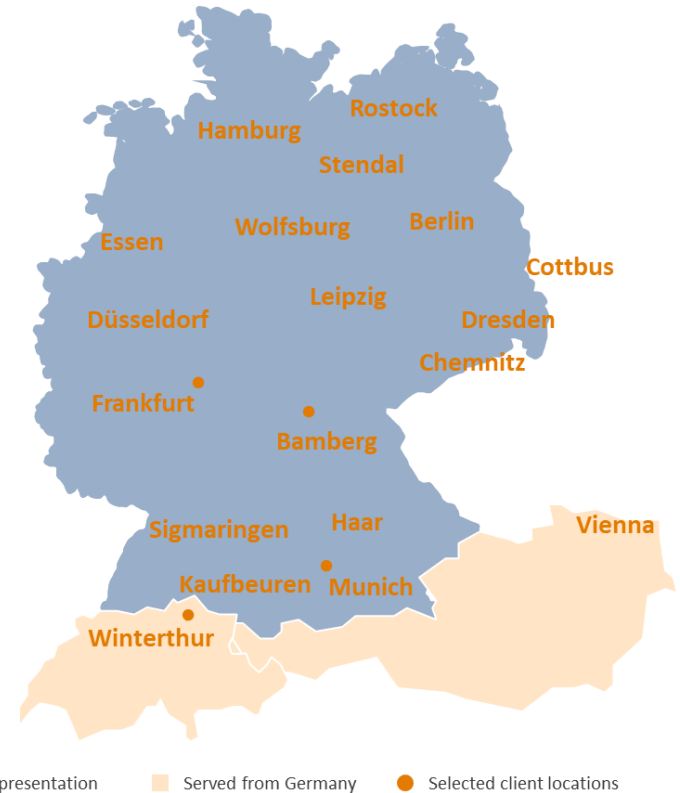 Rostock
Hamburg
Stendal
Berlin
Wolfsburg
Essen
Cottbus
Leipzig
Düsseldorf
Dresden
Chemnitz
Frankfurt
Bamberg
Haar
Vienna
Sigmaringen
Kaufbeuren
Munich
Winterthur
presentation Served from Germany Selected client locations